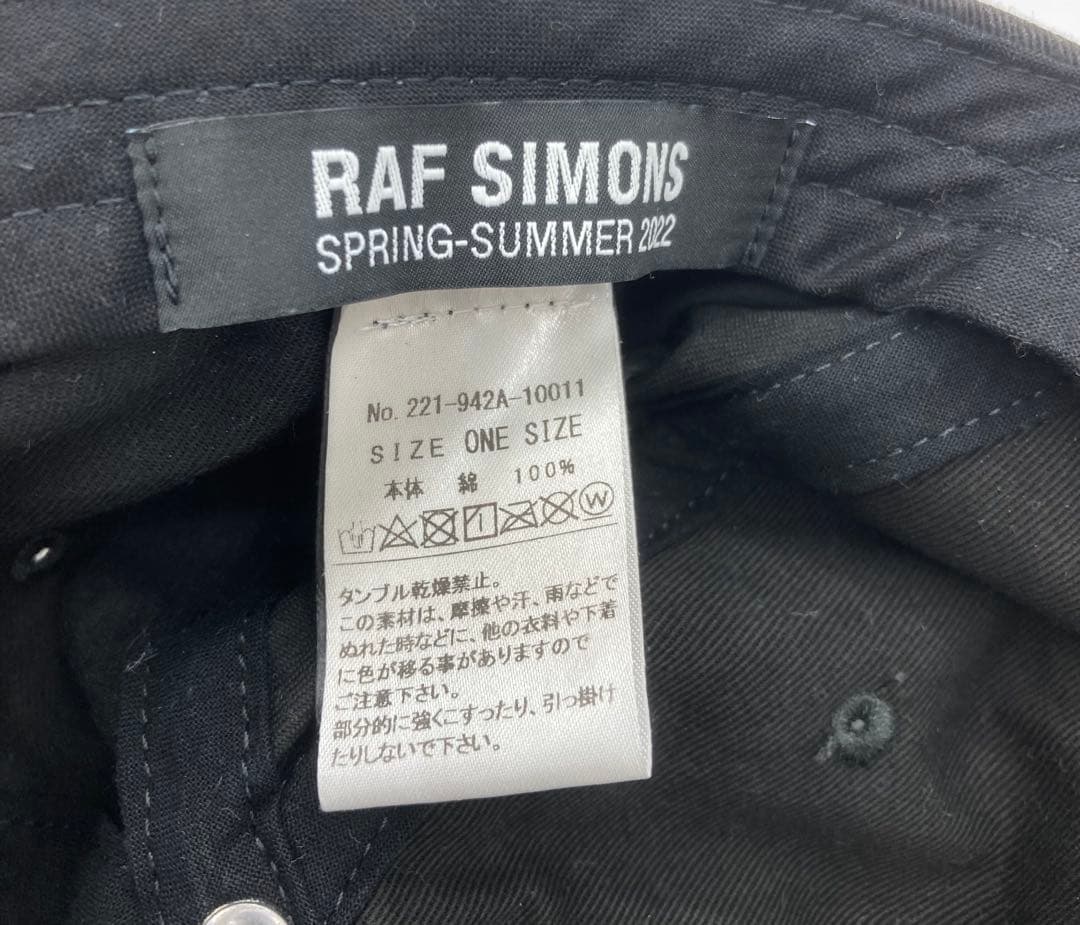 RAF SIMONS
SPRING-SUMMER 2022
No. 221-942A-10011
SIZE ONE SIZE
本体 綿 100%
W
タンブル乾燥禁止。
この素材は、摩擦や汗、雨などで
ぬれた時などに、他の衣料や下着
に色が移る事がありますので
ご注意下さい。
部分的に強くこすったり、引っ掛け
たりしないで下さい。